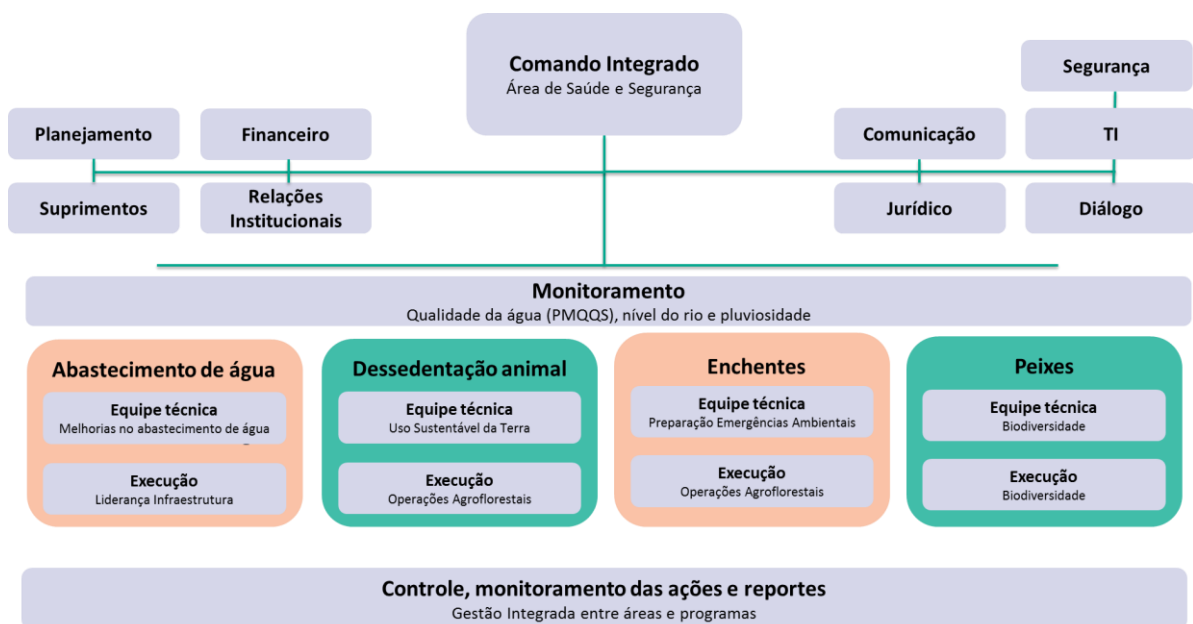 Comando Integrado
Área de Saúde e Segurança
Segurança
Planejamento
Financeiro
Comunicação
TI
Suprimentos
Relações
Institucionais
Jurídico
Diálogo
Monitoramento
Qualidade da água (PMQQS), nível do rio e pluviosidade
Abastecimento de água
Equipe técnica
Melhorias no abastecimento de água
Execução
Liderança Infraestrutura
Dessedentação animal
Equipe técnica
Uso Sustentável da Terra
Execução
Operações Agroflorestais
Enchentes
Equipe técnica
Preparação Emergências Ambientais
Execução
Operações Agroflorestais
Peixes
Equipe técnica
Biodiversidade
Execução
Biodiversidade
Controle, monitoramento das ações e reportes
Gestão Integrada entre áreas e programas